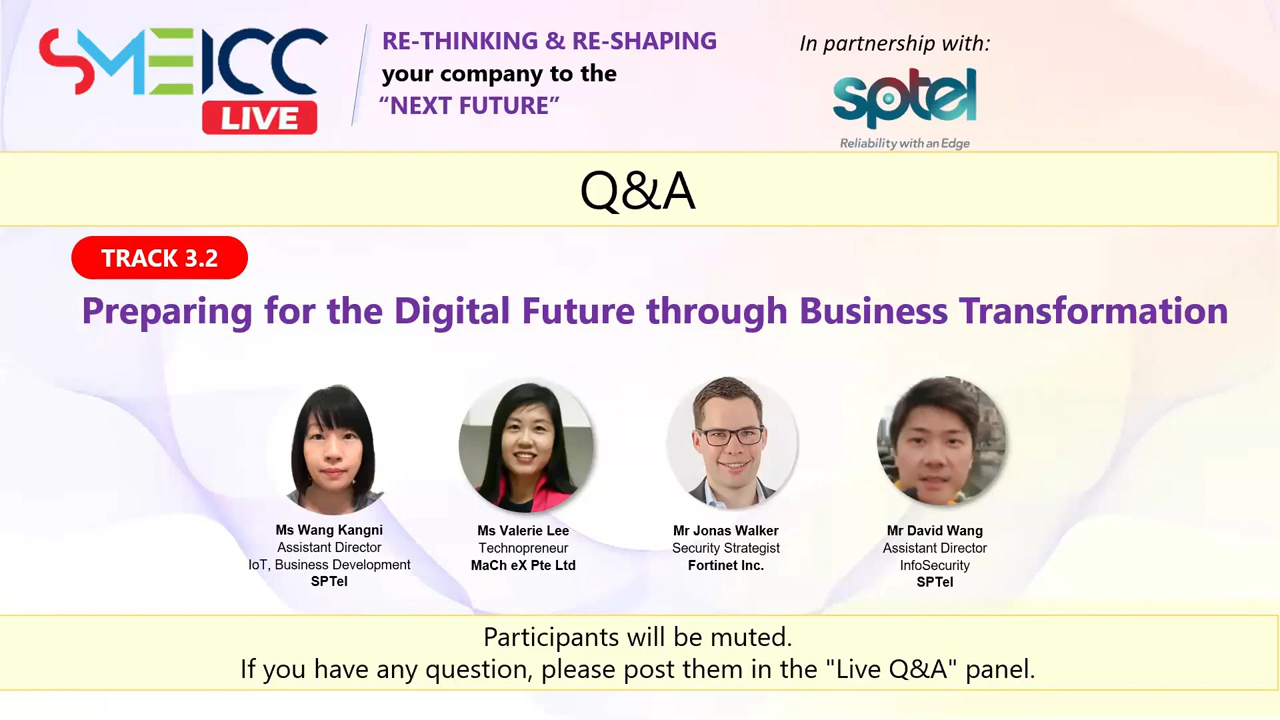 SMEICC
LIVE
RE-THINKING & RE-SHAPING
your company to the
“NEXT FUTURE”
In partnership with:
sptel
Reliability with an Edge
Q&A
TRACK 3.2
Preparing for the Digital Future through Business Transformation
Ms Wang Kangni
Assistant Director
IoT, Business Development
SPTel
Ms Valerie Lee
Technopreneur
MaCh eX Pte Ltd
Mr Jonas Walker
Security Strategist
Fortinet Inc.
Mr David Wang
Assistant Director
InfoSecurity
SPTel
Participants will be muted.
If you have any question, please post them in the "Live Q&A" panel.